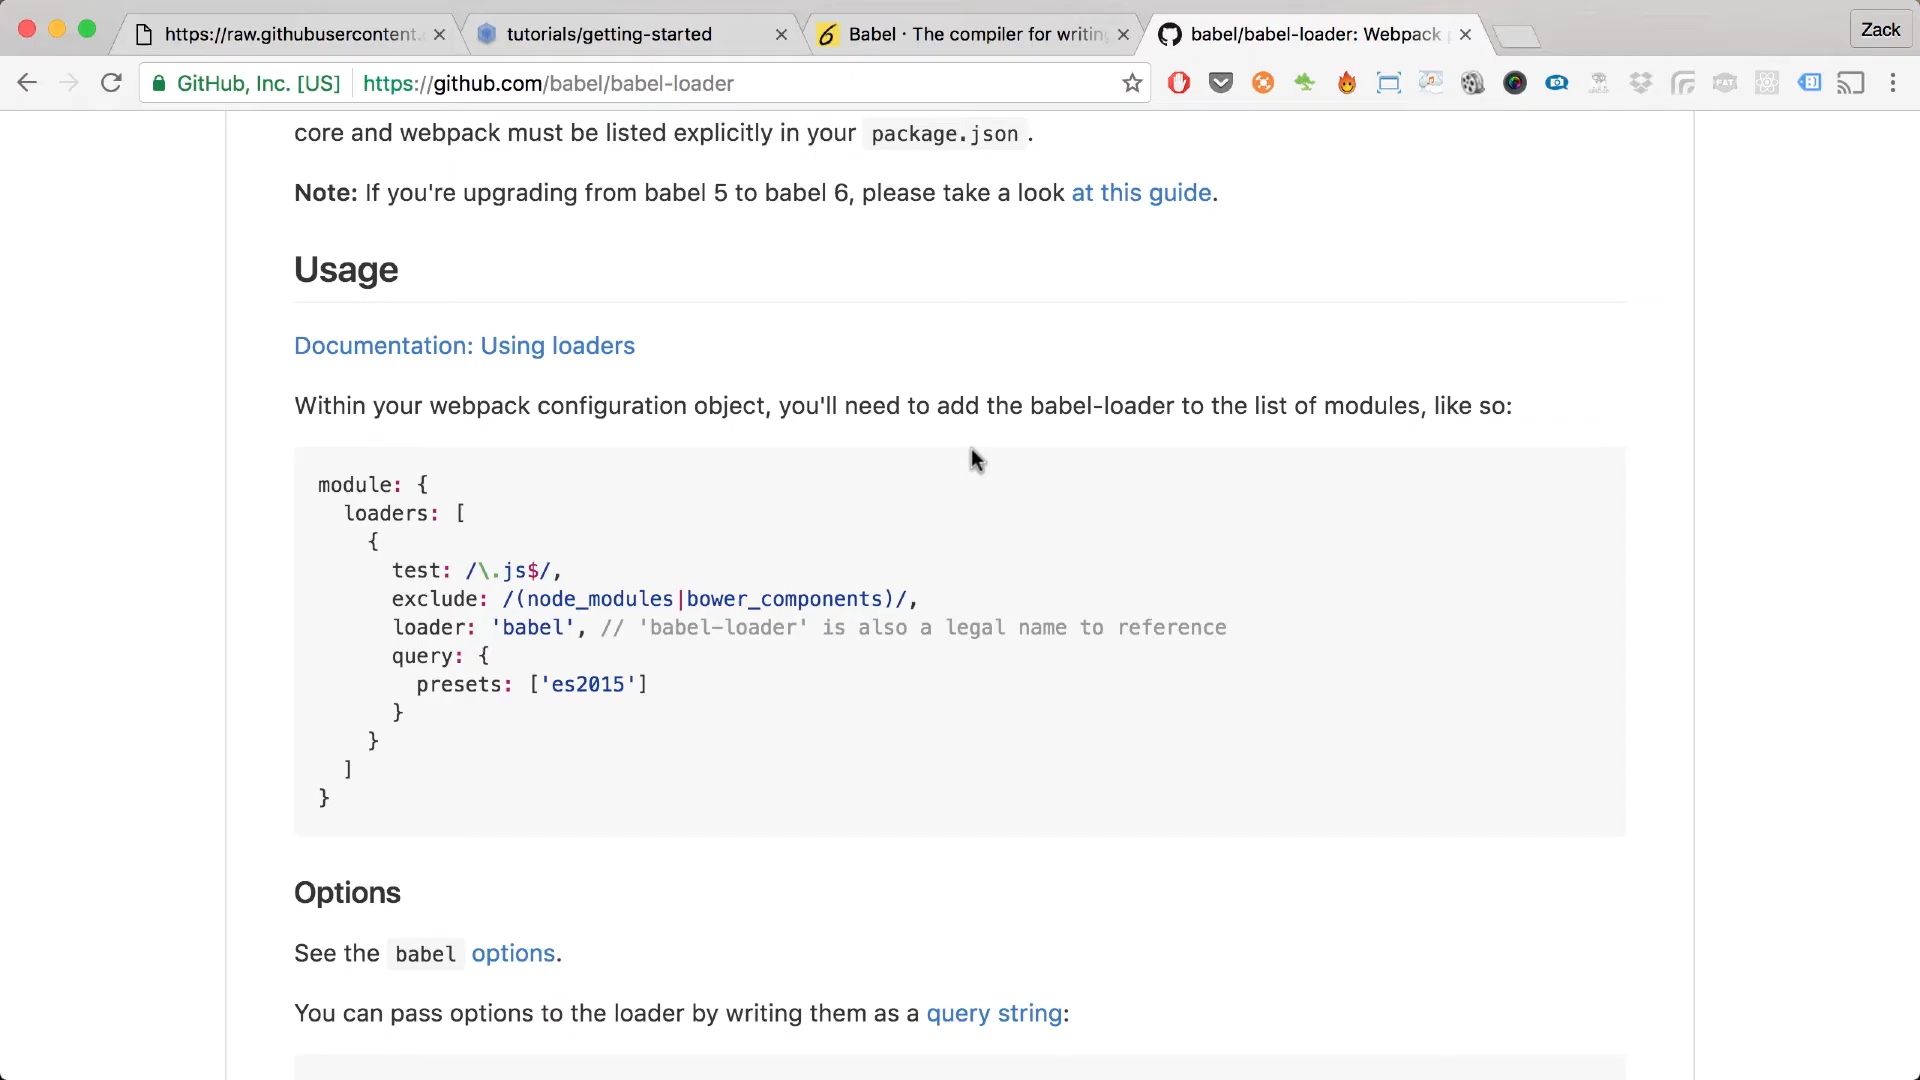 https://raw.githubusercontent.
tutorials/getting-started
Babel · The compiler for writin
babel/babel-loader: Webpack
Zack
GitHub, Inc. [US]
https://github.com/babel/babel-loader
core and webpack must be listed explicitly in your package.json .
Note: If you're upgrading from babel 5 to babel 6, please take a look at this guide.
Usage
Documentation: Using loaders
Within your webpack configuration object, you'll need to add the babel-loader to the list of modules, like so:
module: {
  loaders: [
    {
      test: /\.js$/,
      exclude: /(node_modules|bower_components)/,
      loader: 'babel', // 'babel-loader' is also a legal name to reference
      query: {
        presets: ['es2015']
      }
    }
  ]
}
Options
See the babel options.
You can pass options to the loader by writing them as a query string: